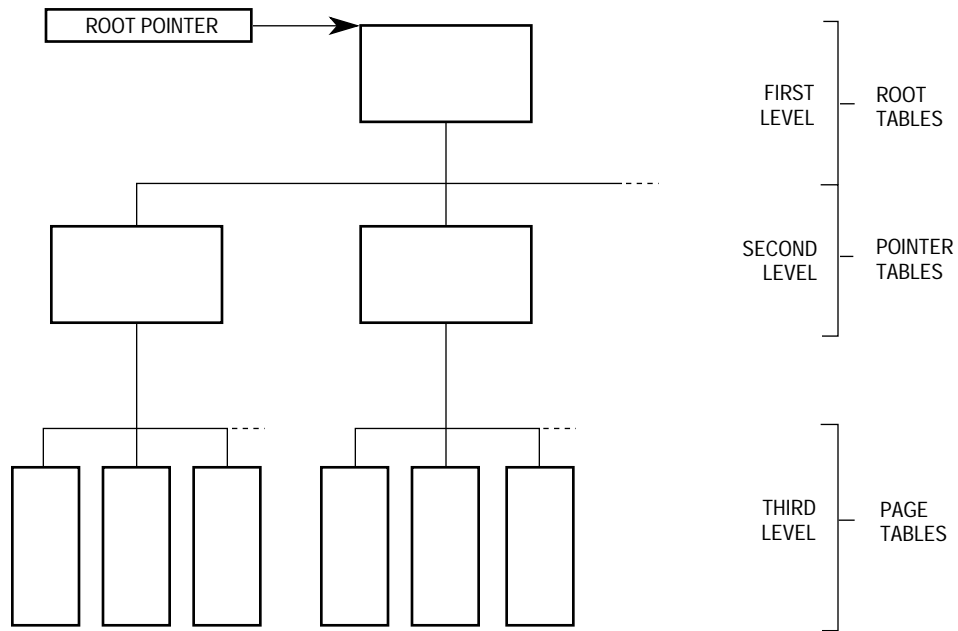 ROOT POINTER
FIRST
LEVEL
ROOT
TABLES
SECOND
LEVEL
POINTER
TABLES
THIRD
LEVEL
PAGE
TABLES